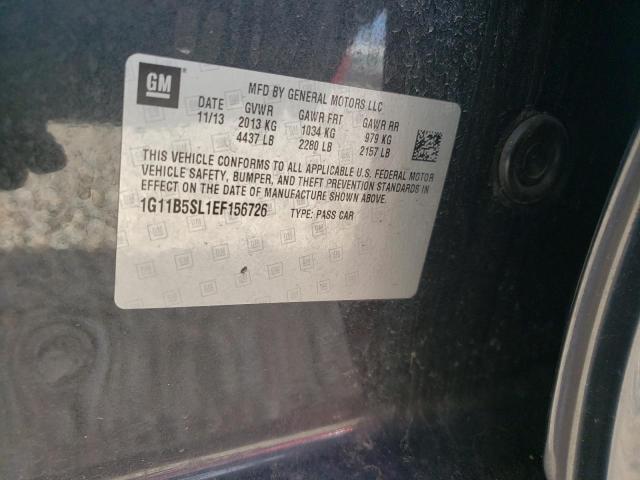 GM
MFD BY GENERAL MOTORS LLC
DATE GVWR GAWR FRT GAWR RR
11/13 2013 KG 1034 KG 979 KG
4437 LB 2280 LB 2157 LB
THIS VEHICLE CONFORMS TO ALL APPLICABLE U.S. FEDERAL MOTOR
VEHICLE SAFETY, BUMPER, AND THEFT PREVENTION STANDARDS IN
EFFECT ON THE DATE OF MANUFACTURE SHOWN ABOVE.
1G11B5SL1EF156726 TYPE: PASS CAR